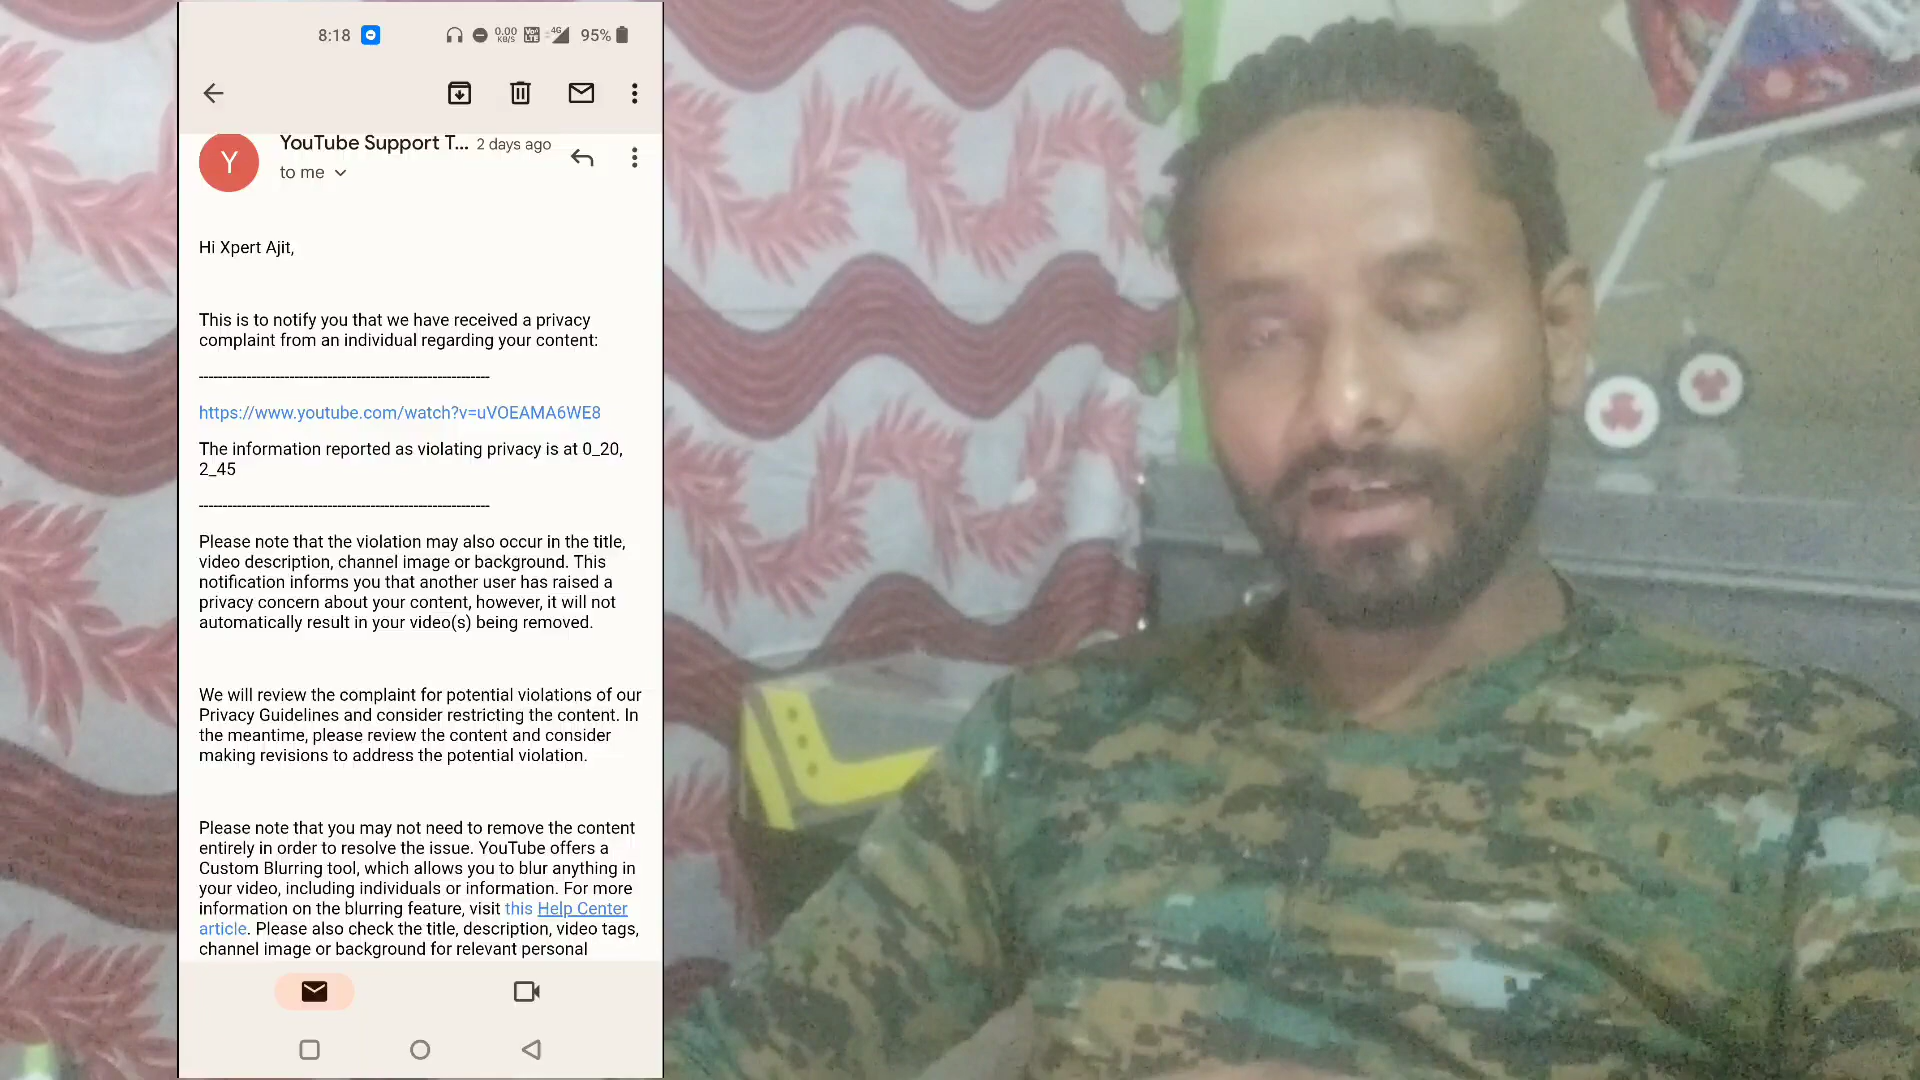 8:18
0.00
KB/S
Vo)
LTE
4G
95%
Y
YouTube Support T... 2 days ago
to me
Hi Xpert Ajit,
This is to notify you that we have received a privacy
complaint from an individual regarding your content:
------------------------------------------------------------
https://www.youtube.com/watch?v=uVOEAMA6WE8
The information reported as violating privacy is at 0_20,
2_45
------------------------------------------------------------
Please note that the violation may also occur in the title,
video description, channel image or background. This
notification informs you that another user has raised a
privacy concern about your content, however, it will not
automatically result in your video(s) being removed.
We will review the complaint for potential violations of our
Privacy Guidelines and consider restricting the content. In
the meantime, please review the content and consider
making revisions to address the potential violation.
Please note that you may not need to remove the content
entirely in order to resolve the issue. YouTube offers a
Custom Blurring tool, which allows you to blur anything in
your video, including individuals or information. For more
information on the blurring feature, visit this Help Center
article. Please also check the title, description, video tags,
channel image or background for relevant personal